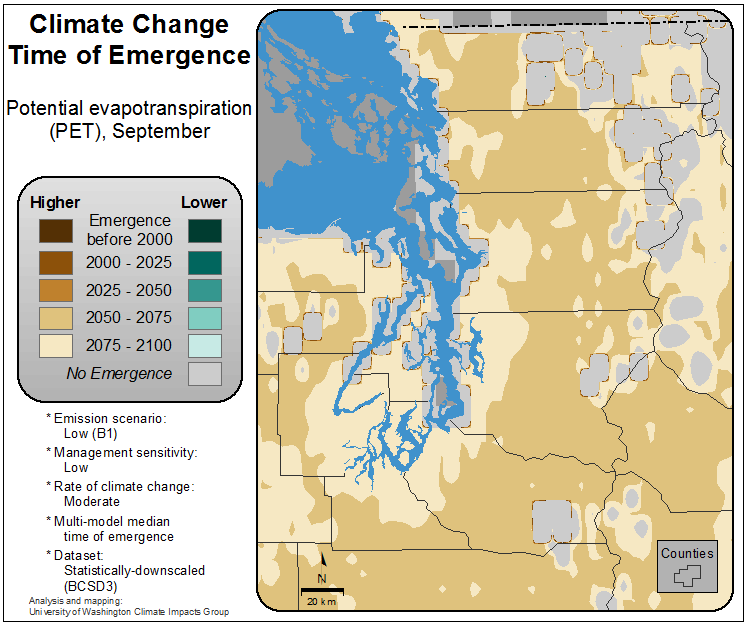 Climate Change
Time of Emergence
Potential evapotranspiration
(PET), September
Higher
Lower
Emergence
before 2000
2000 - 2025
2025 - 2050
2050 - 2075
2075 - 2100
No Emergence
* Emission scenario:
Low (B1)
* Management sensitivity:
Low
* Rate of climate change:
Moderate
* Multi-model median
time of emergence
* Dataset:
Statistically-downscaled
(BCSD3)
Analysis and mapping:
University of Washington Climate Impacts Group
N
20 km
Counties